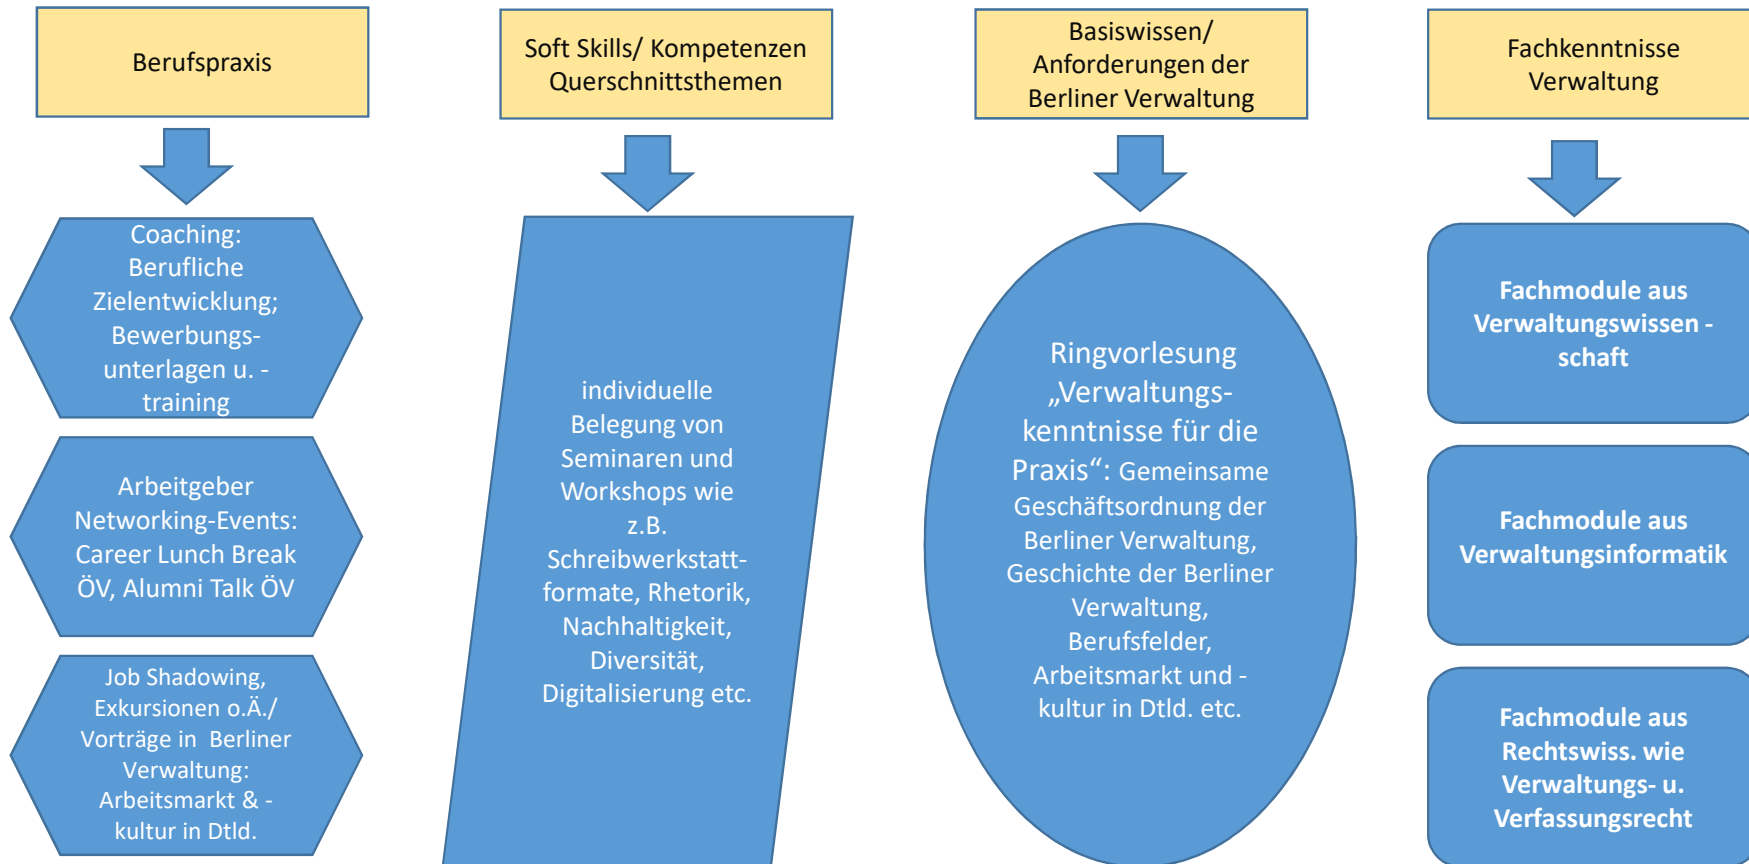 Berufspraxis
Coaching:
Berufliche
Zielentwicklung;
Bewerbungs-
unterlagen u. -
training
Arbeitgeber
Networking-Events:
Career Lunch Break
ÖV, Alumni Talk ÖV
Job Shadowing,
Exkursionen o.Ä./
Vorträge in Berliner
Verwaltung:
Arbeitsmarkt & -
kultur in Dtld.
Soft Skills/ Kompetenzen
Querschnittsthemen
individuelle
Belegung von
Seminaren und
Workshops wie
z.B.
Schreibwerkstatt-
formate, Rhetorik,
Nachhaltigkeit,
Diversität,
Digitalisierung etc.
Basiswissen/
Anforderungen der
Berliner Verwaltung
Ringvorlesung
„Verwaltungs-
kenntnisse für die
Praxis“: Gemeinsame
Geschäftsordnung der
Berliner Verwaltung,
Geschichte der Berliner
Verwaltung,
Berufsfelder,
Arbeitsmarkt und -
kultur in Dtld. etc.
Fachkenntnisse
Verwaltung
Fachmodule aus
Verwaltungswissen -
schaft
Fachmodule aus
Verwaltungsinformatik
Fachmodule aus
Rechtswiss. wie
Verwaltungs- u.
Verfassungsrecht